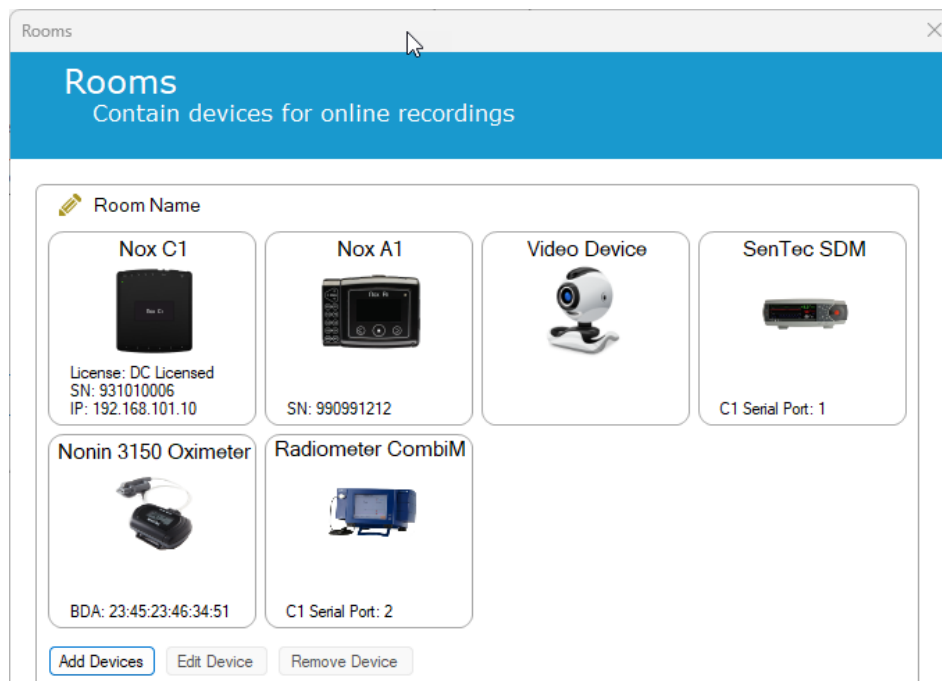 Rooms
Rooms
Contain devices for online recordings
Room Name
Nox C1
Nox C1
License: DC Licensed
SN: 931010006
IP: 192.168.101.10
Nox A1
SN: 990991212
Video Device
SenTec SDM
C1 Serial Port: 1
Nonin 3150 Oximeter
BDA: 23:45:23:46:34:51
Radiometer CombiM
C1 Serial Port: 2
Add Devices
Edit Device
Remove Device